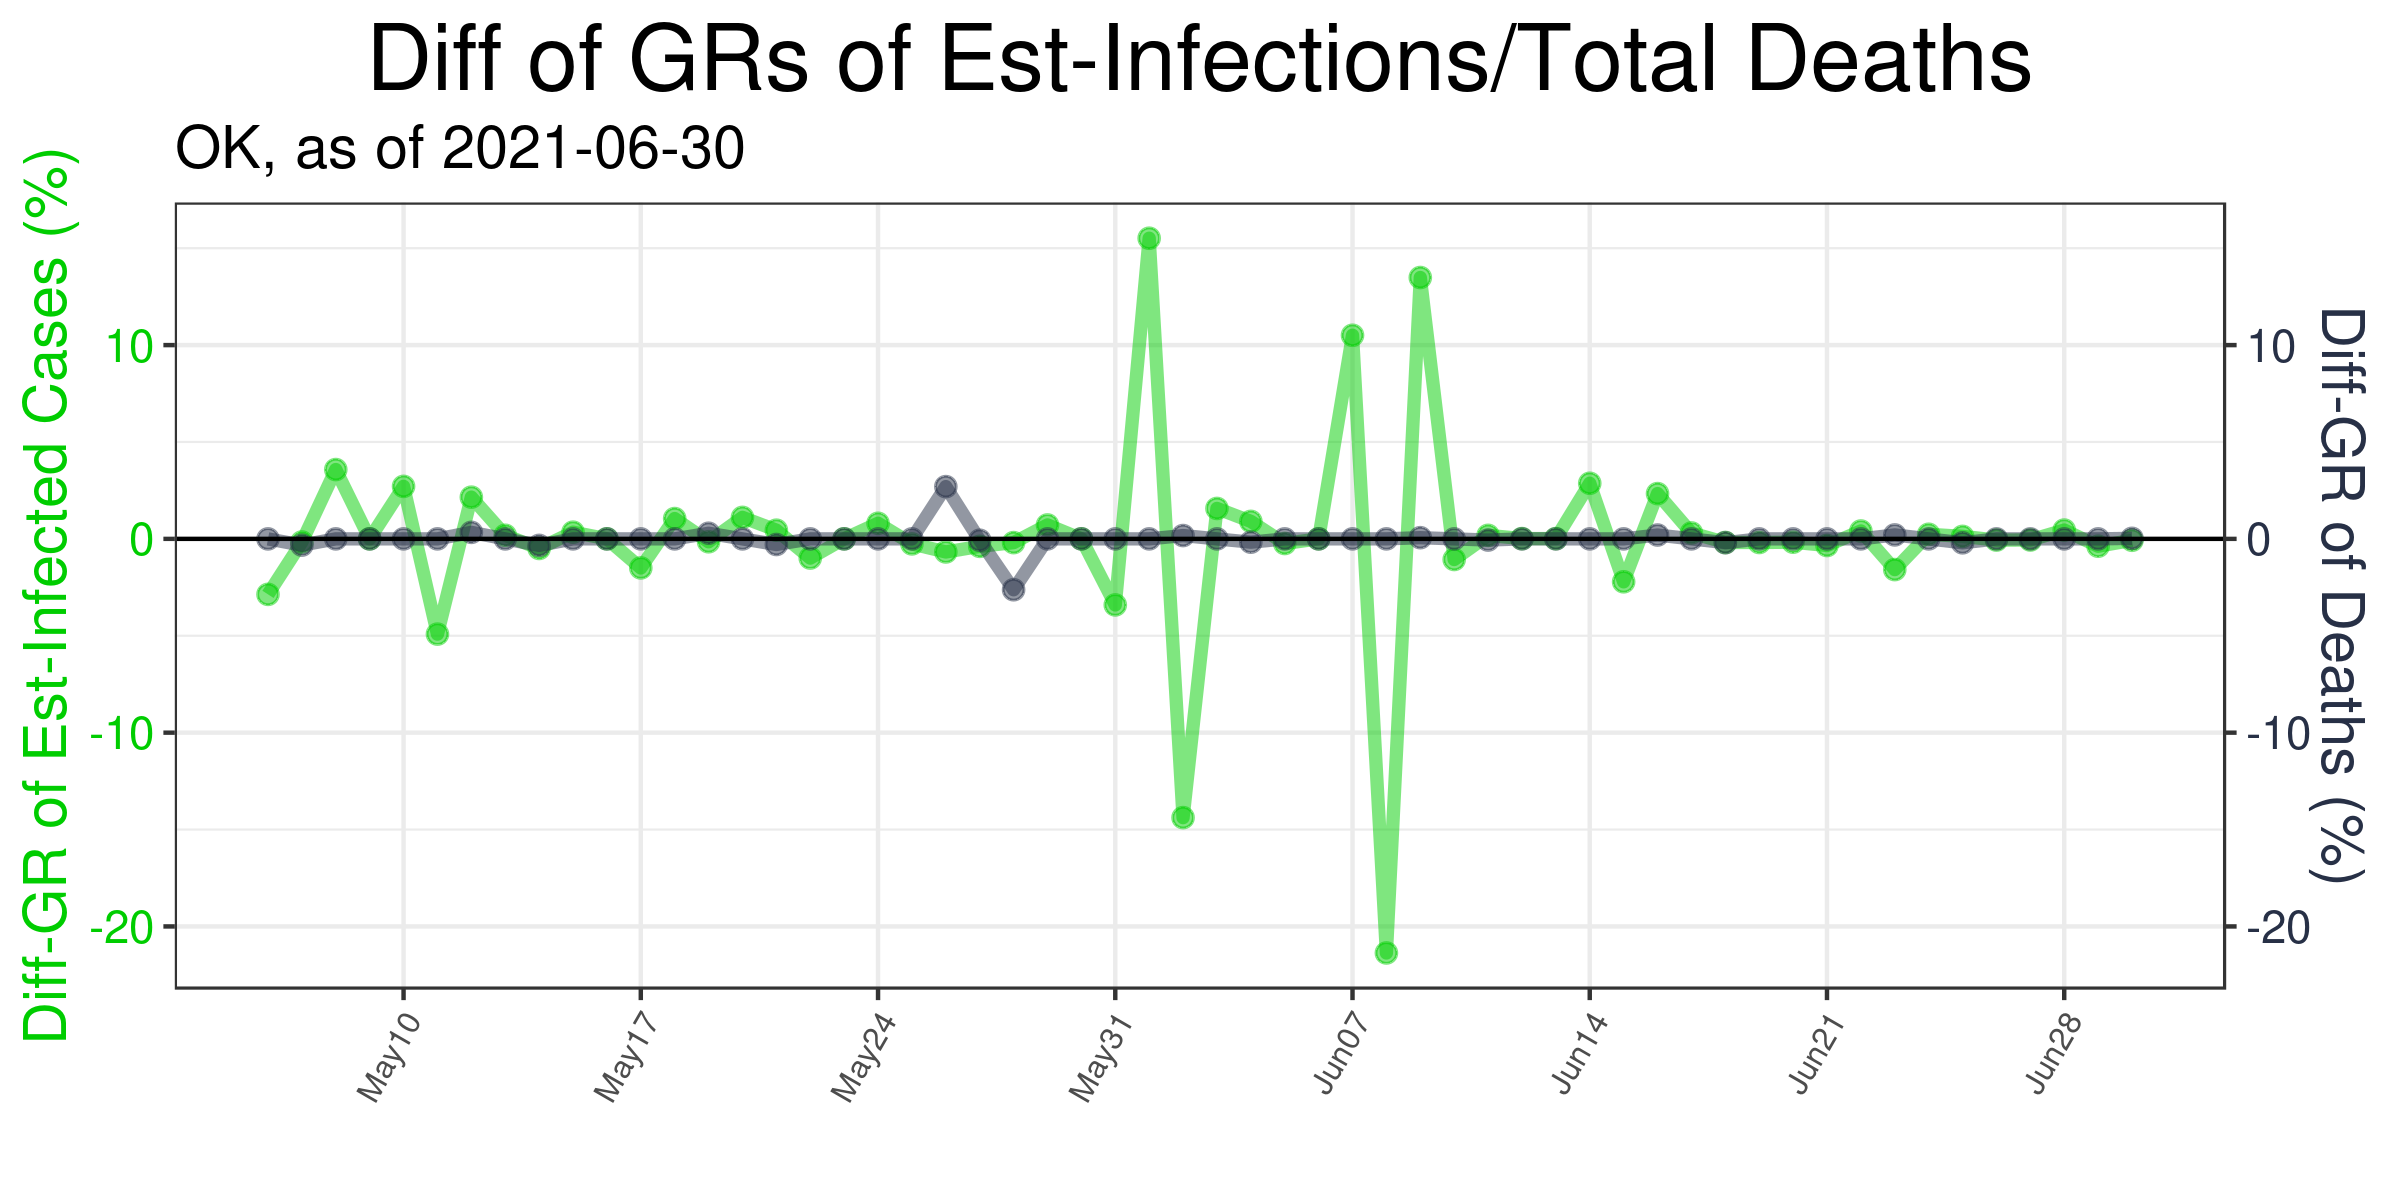 Diff of GRs of Est-Infections/Total Deaths
OK, as of 2021-06-30
Diff-GR of Est-Infected Cases (%)
10
0
-10
-20
10
0
-10
-20
Diff-GR of Deaths (%)
May10
May17
May24
May31
Jun07
Jun14
Jun21
Jun28